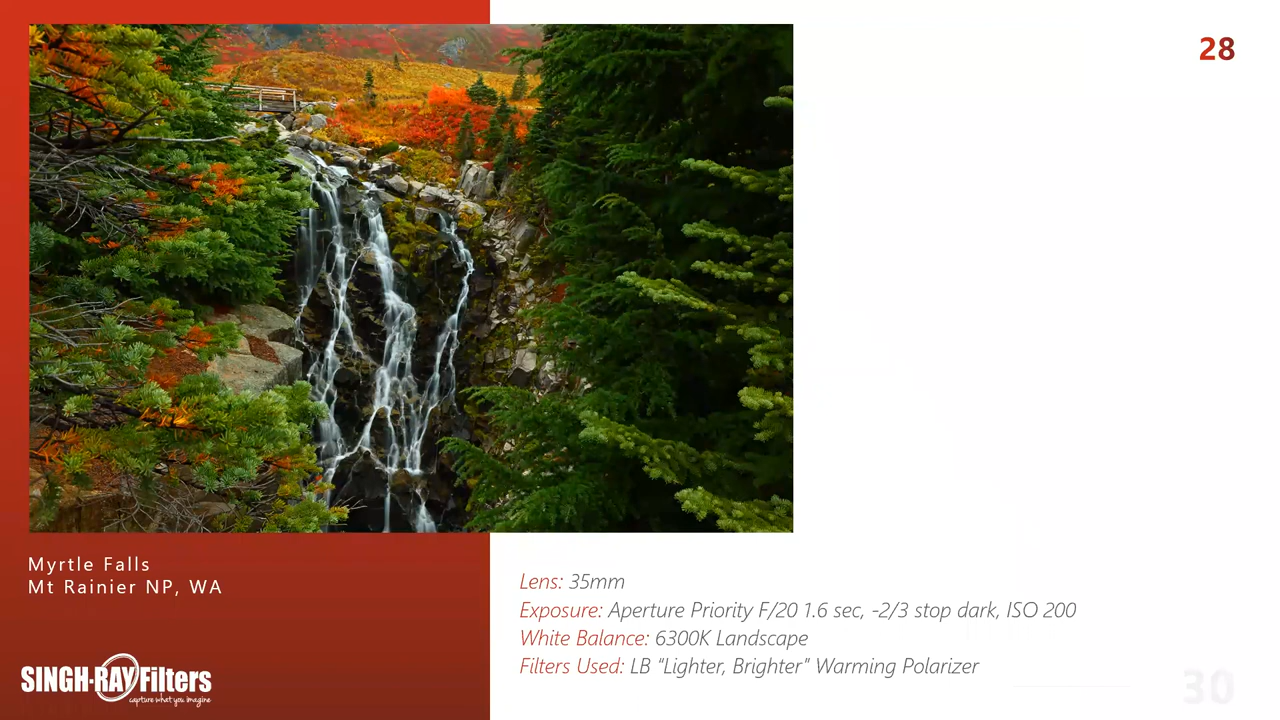 28
Myrtle Falls
Mt Rainier NP, WA
Lens: 35mm
Exposure: Aperture Priority F/20 1.6 sec, -2/3 stop dark, ISO 200
White Balance: 6300K Landscape
Filters Used: LB "Lighter, Brighter" Warming Polarizer
SINGH-RAY Filters
capture what you imagine
30